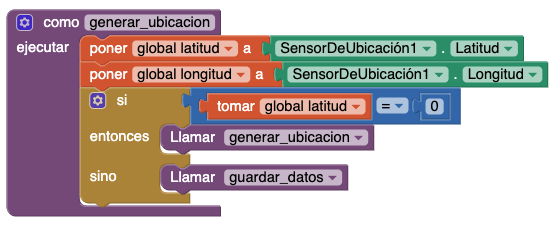 como generar_ubicacion
ejecutar poner global latitud a SensorDeUbicación1 . Latitud
poner global longitud a SensorDeUbicación1 . Longitud
si tomar global latitud = 0
entonces Llamar generar_ubicacion
sino Llamar guardar_datos